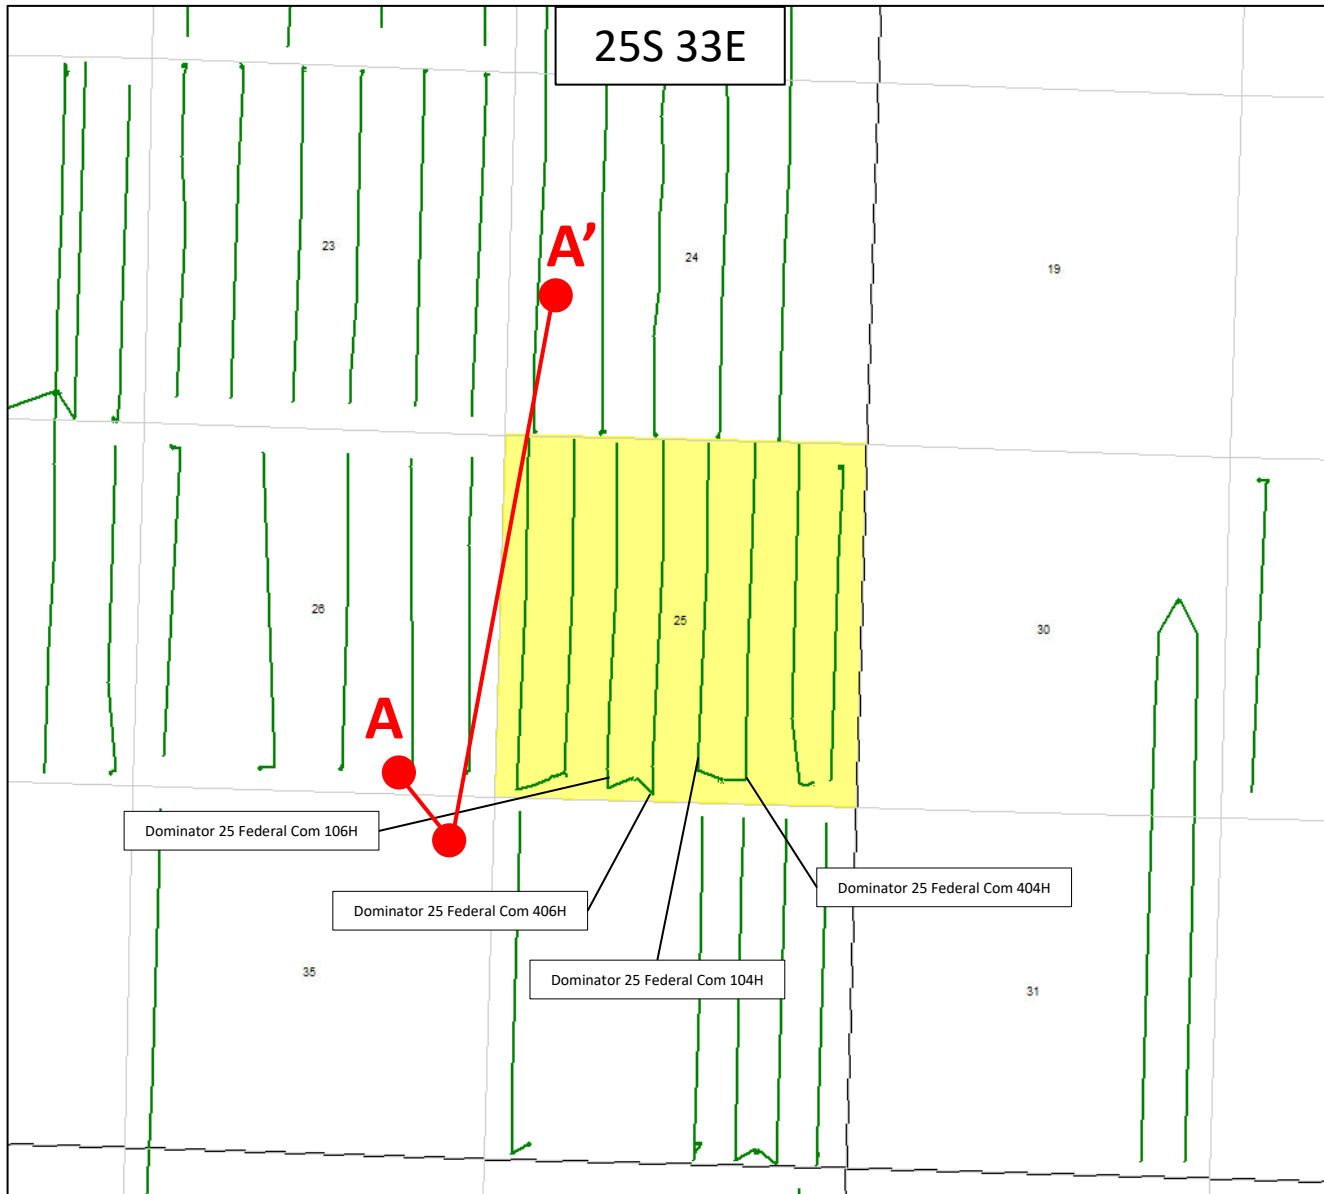 25S 33E
23
A’
24
19
26
25
30
A
Dominator 25 Federal Com 106H
Dominator 25 Federal Com 404H
Dominator 25 Federal Com 406H
35
Dominator 25 Federal Com 104H
31